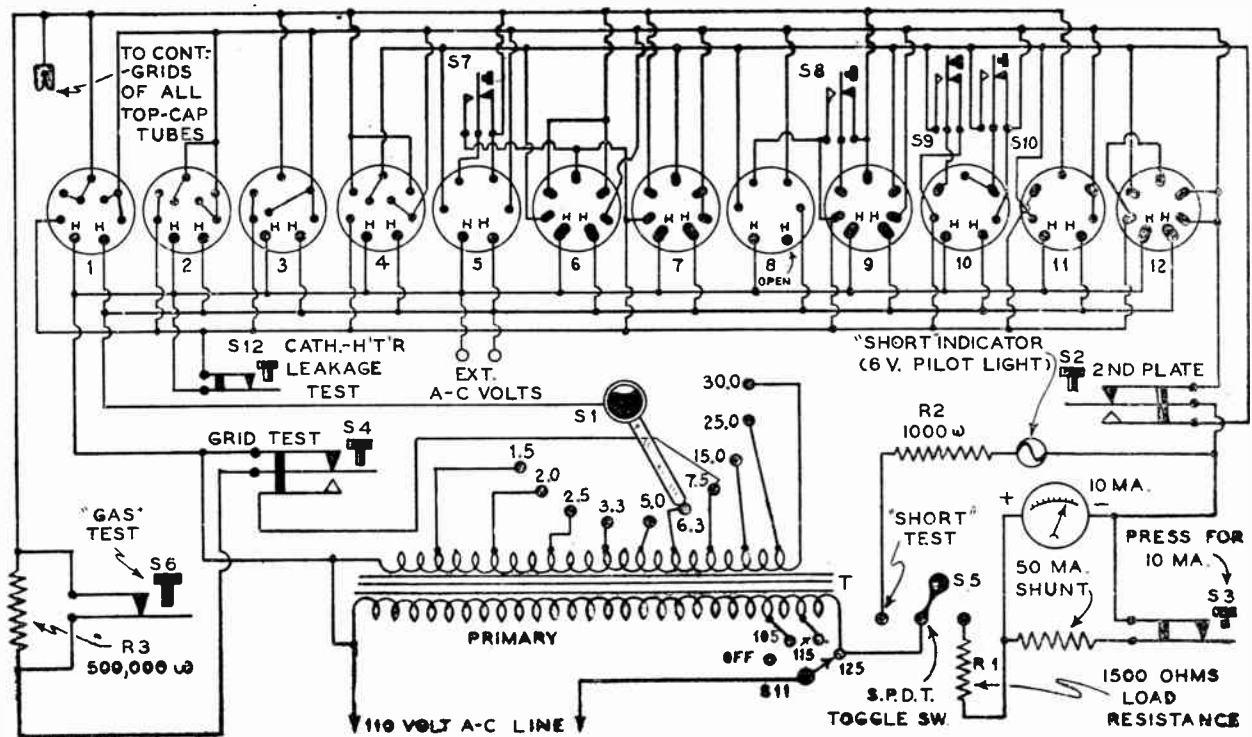 TO CONT-
-GRIDS
OF ALL
TOP-CAP
TUBES
S7
S8
S9
S10
H H
H H
H H
H H
H H
H H
H H
H H
H H
H H
H H
H H
1
2
3
4
5
6
7
8
9
10
11
12
OPEN
S12
CATH.-H'T'R
LEAKAGE
TEST
EXT.
A-C VOLTS
"SHORT INDICATOR
(6 V. PILOT LIGHT)
S2
2ND PLATE
GRID TEST
S4
S1
1.5
2.0
2.5
3.3
5.0
6.3
7.5
15.0
25.0
30.0
R2
1000 ω
"GAS"
TEST
S6
R3
500,000 ω
T
PRIMARY
105
115
125
OFF
S11
110 VOLT A-C LINE
"SHORT"
TEST
S5
S.P.D.T.
TOGGLE SW.
R1
+
10 MA.
-
50 MA.
SHUNT
PRESS FOR
10 MA.
S3
1500 OHMS
LOAD
RESISTANCE